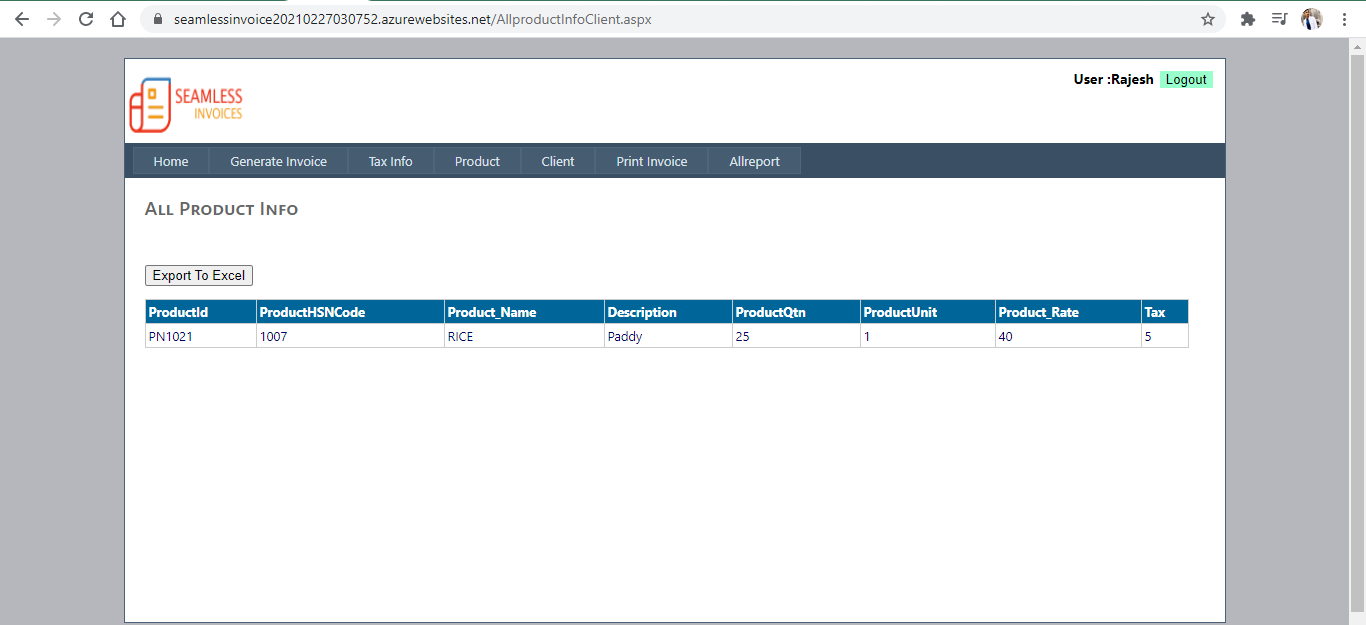 seamlessinvoice20210227030752.azurewebsites.net/AllproductInfoClient.aspx
User :Rajesh Logout
SEAMLESS
INVOICES
Home Generate Invoice Tax Info Product Client Print Invoice Allreport
All Product Info
Export To Excel
ProductId ProductHSNCode Product_Name Description ProductQtn ProductUnit Product_Rate Tax
PN1021 1007 RICE Paddy 25 1 40 5